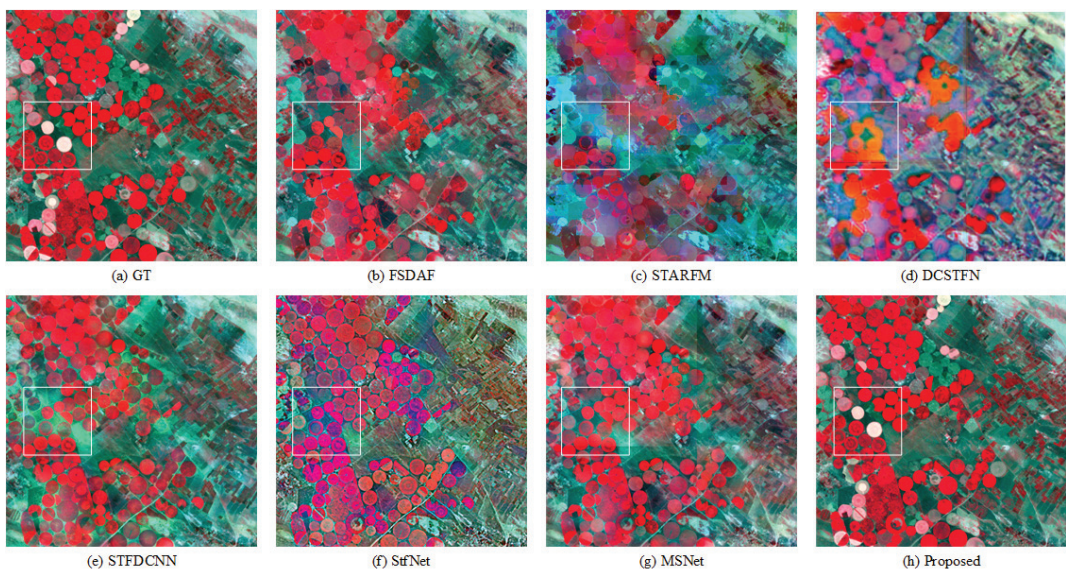 (a) GT
(b) FSDAF
(c) STARFM
(d) DCSTFN
(e) STFDCNN
(f) StfNet
(g) MSNet
(h) Proposed